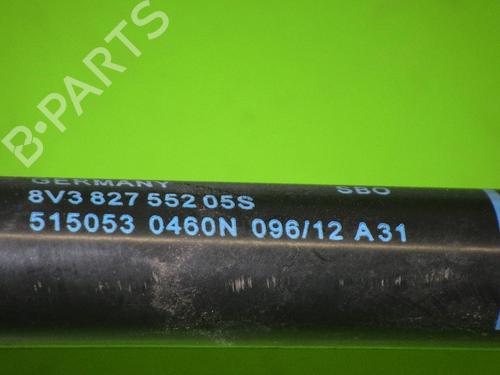 B-PARTS
GERMANY SBO
8V3 827 552 05S
515053 0460N 096/12 A31